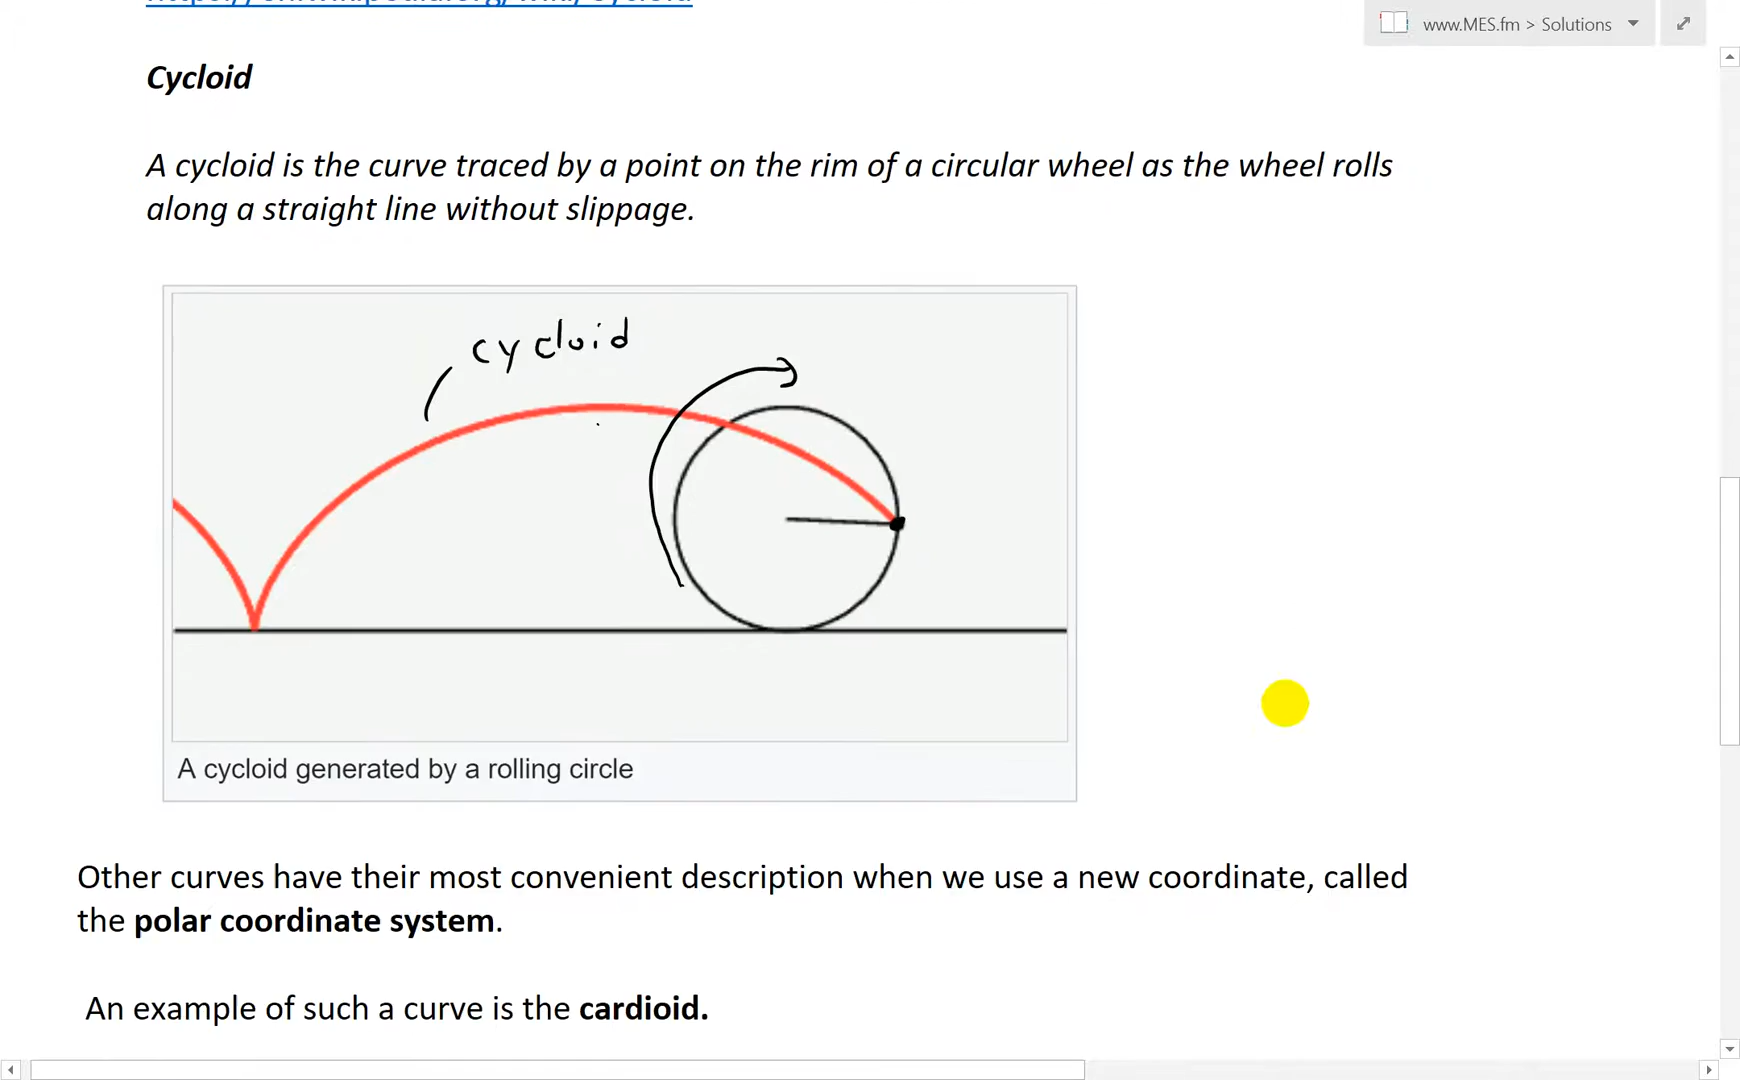 www.MES.fm > Solutions
Cycloid
A cycloid is the curve traced by a point on the rim of a circular wheel as the wheel rolls
along a straight line without slippage.
cycloid
A cycloid generated by a rolling circle
Other curves have their most convenient description when we use a new coordinate, called
the polar coordinate system.
An example of such a curve is the cardioid.